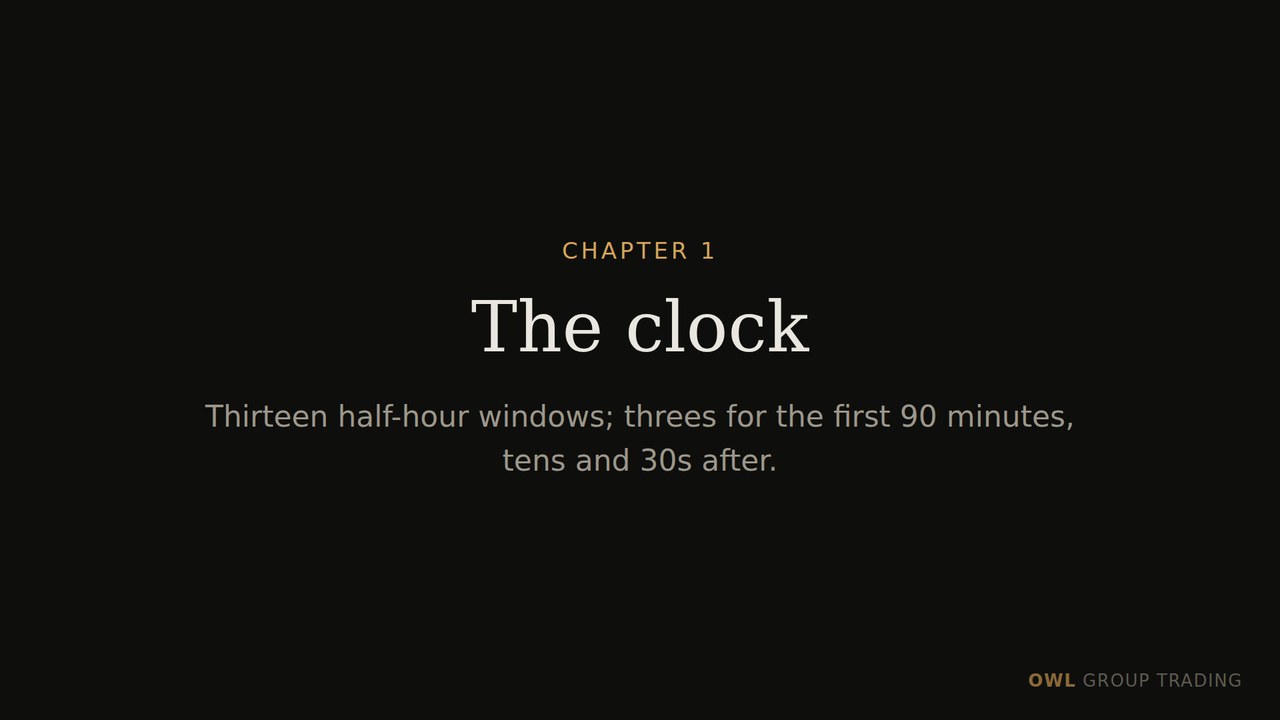 CHAPTER 1
The clock
Thirteen half-hour windows; threes for the first 90 minutes,
tens and 30s after.
OWL GROUP TRADING